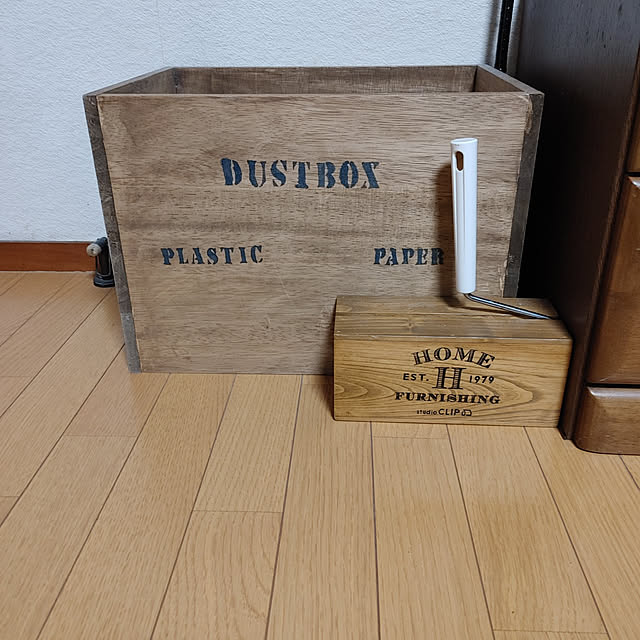 DUSTBOX
PLASTIC PAPER
HOME
EST. H 1979
FURNISHING
studio CLIP